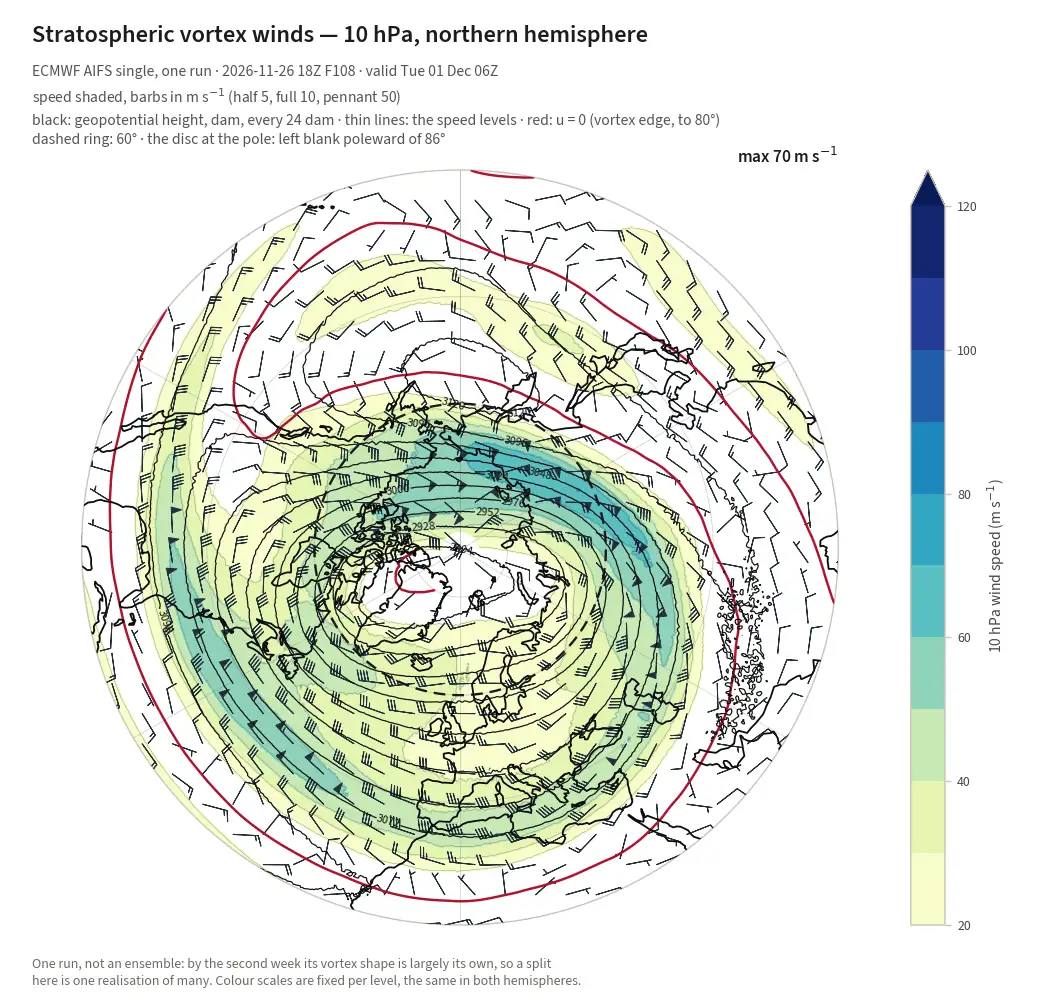 Stratospheric vortex winds — 10 hPa, northern hemisphere
ECMWF AIFS single, one run · 2026-11-26 18Z F108 · valid Tue 01 Dec 06Z
speed shaded, barbs in m s⁻¹ (half 5, full 10, pennant 50)
black: geopotential height, dam, every 24 dam · thin lines: the speed levels · red: u = 0 (vortex edge, to 80°)
dashed ring: 60° · the disc at the pole: left blank poleward of 86°
max 70 m s⁻¹
120
100
80
60
40
20
10 hPa wind speed (m s⁻¹)
3048
3000
2976
2952
2928
One run, not an ensemble: by the second week its vortex shape is largely its own, so a split
here is one realisation of many. Colour scales are fixed per level, the same in both hemispheres.